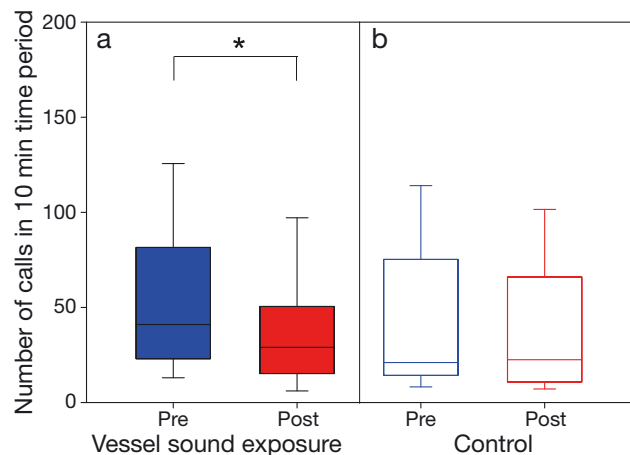 Number of calls in 10 min time period
200
150
100
50
0
a
*
b
Pre
Post
Pre
Post
Vessel sound exposure
Control